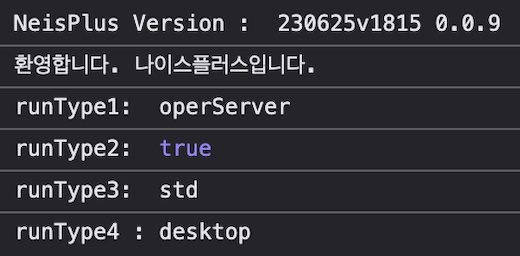 NeisPlus Version :  230625v1815 0.0.9
환영합니다. 나이스플러스입니다.
runType1:  operServer
runType2:  true
runType3:  std
runType4 : desktop